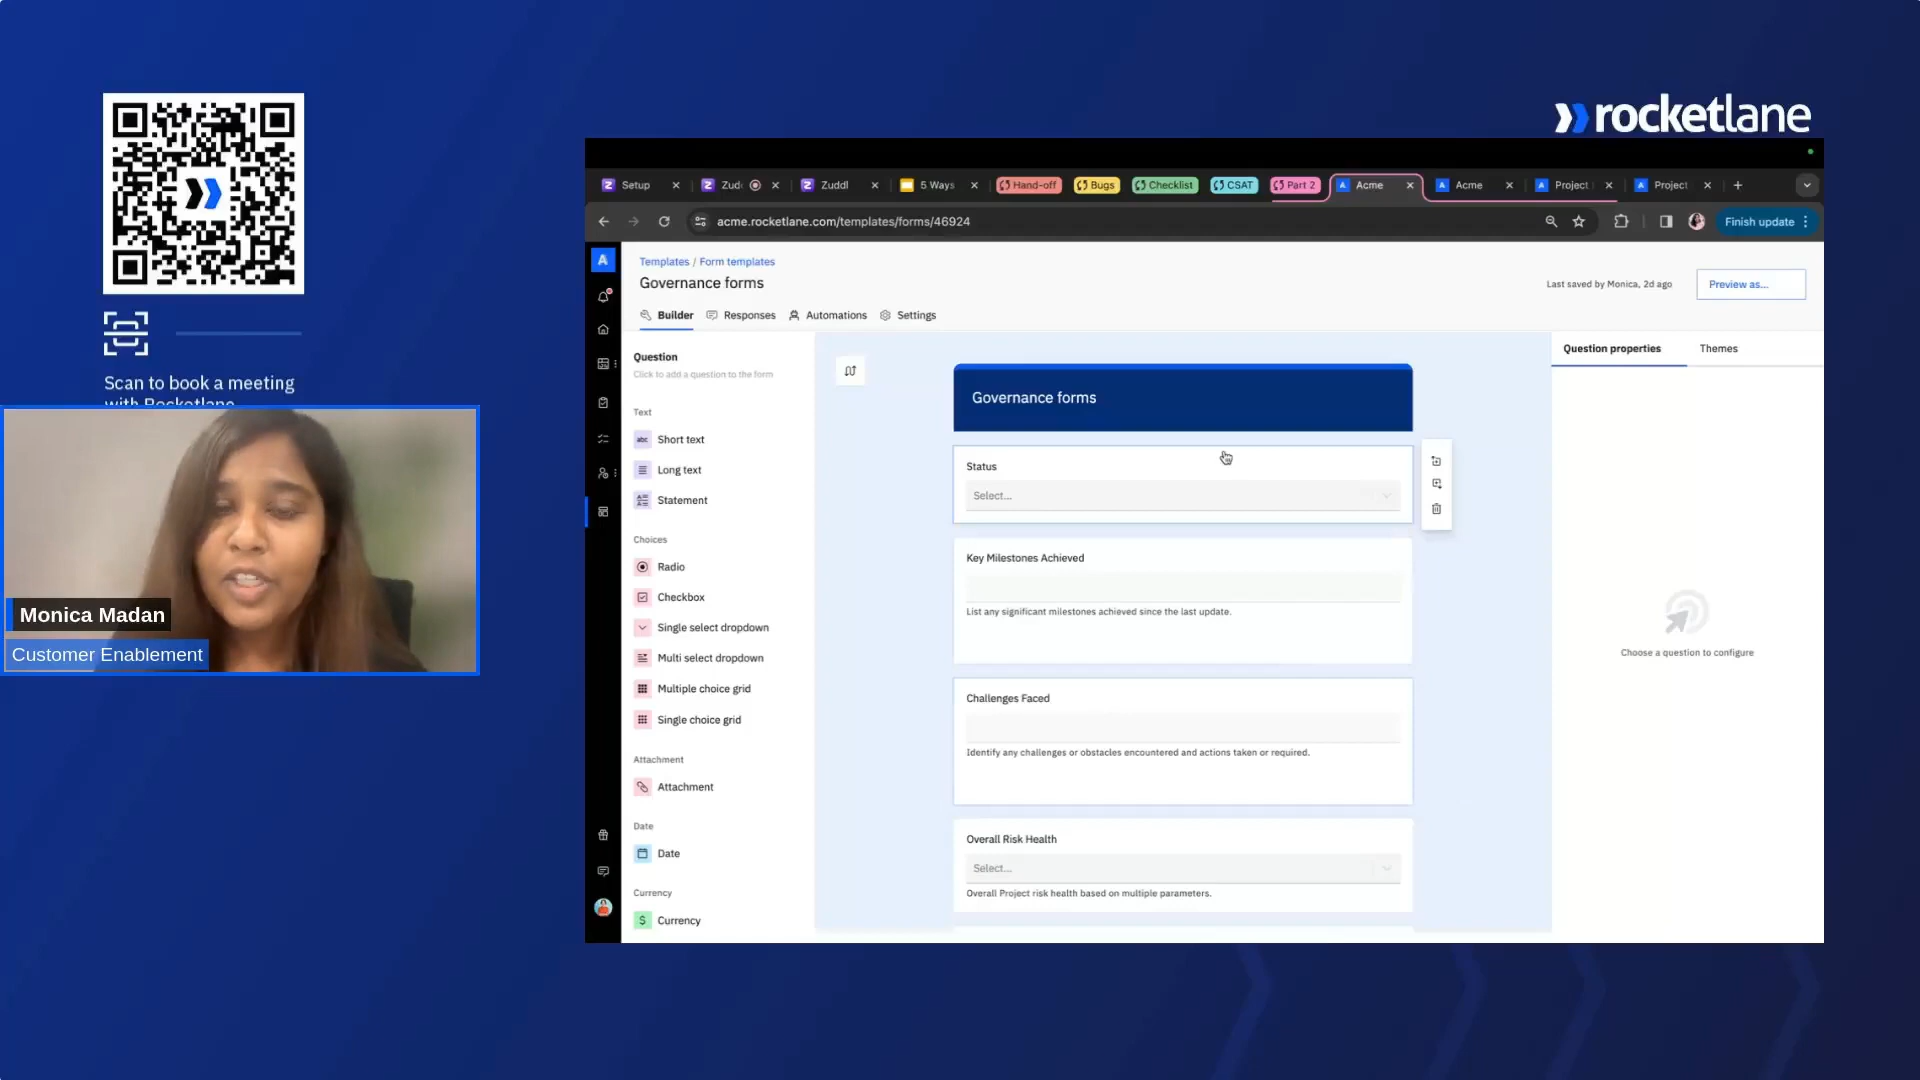 Scan to book a meeting
with Rocketlane
Monica Madan
Customer Enablement
rocketlane
Setup
Zud
Zuddl
5 Ways
Hand-off
Bugs
Checklist
CSAT
Part 2
Acme
Acme
Project
Project
acme.rocketlane.com/templates/forms/46924
Finish update
A
Templates / Form templates
Governance forms
Last saved by Monica, 2d ago
Preview as...
Builder
Responses
Automations
Settings
Question
Click to add a question to the form
Text
abc Short text
Long text
Statement
Choices
Radio
Checkbox
Single select dropdown
Multi select dropdown
Multiple choice grid
Single choice grid
Attachment
Attachment
Date
Date
Currency
$ Currency
Governance forms
Status
Select...
Key Milestones Achieved
List any significant milestones achieved since the last update.
Challenges Faced
Identify any challenges or obstacles encountered and actions taken or required.
Overall Risk Health
Select...
Overall Project risk health based on multiple parameters.
Question properties
Themes
Choose a question to configure